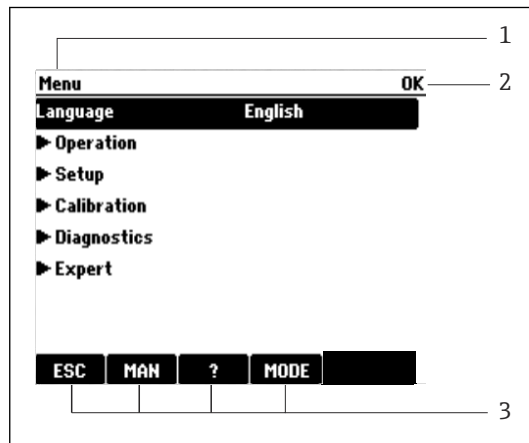 1
Menu OK 2
Language English
Operation
Setup
Calibration
Diagnostics
Expert
ESC MAN ? MODE
3